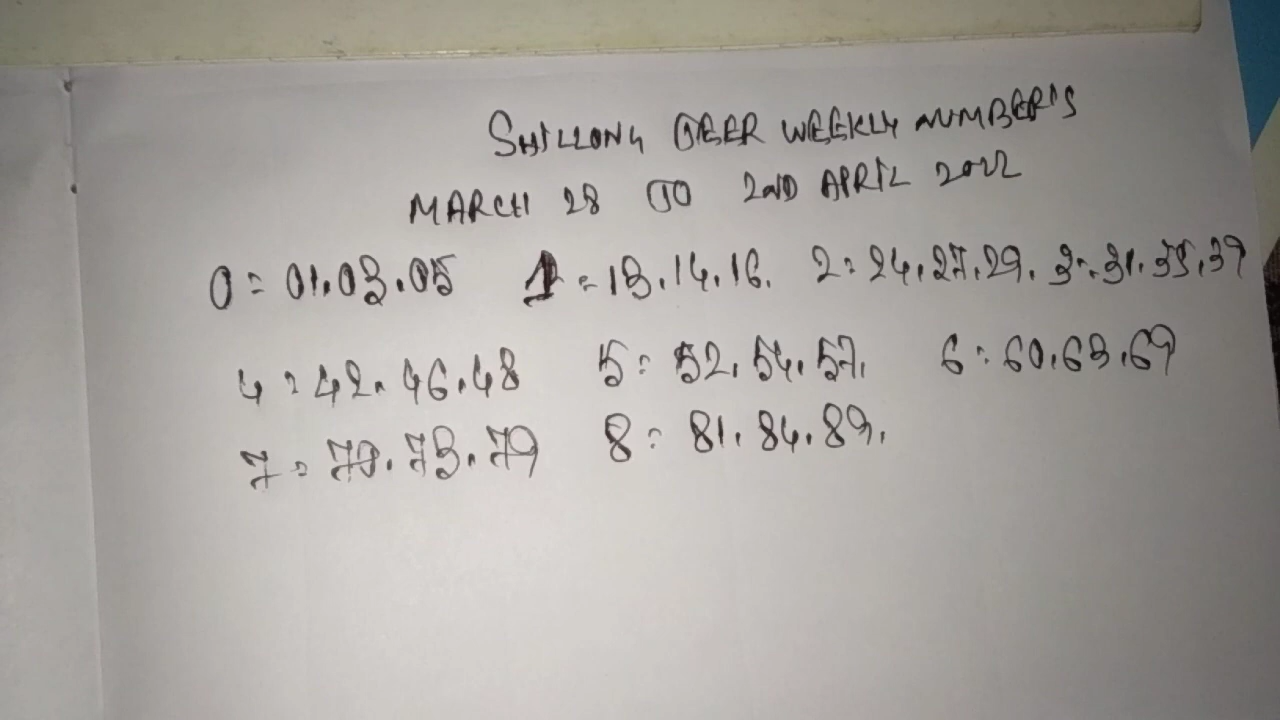 SHILLONG TEER WEEKLY NUMBER'S
MARCH 28 TO 2ND APRIL 2022
0 = 01.03.05 1 = 13.14.16. 2 = 24.27.29. 3 = 31.35.39
4 = 42.46.48 5 = 52.54.57. 6 = 60.63.69
7 = 70.73.79 8 = 81.84.89.